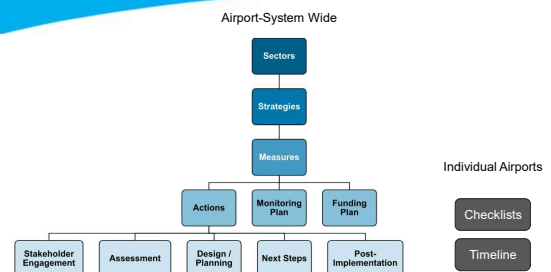 Airport-System Wide
Sectors
Strategies
Measures
Individual Airports
Actions
Monitoring
Plan
Funding
Plan
Checklists
Stakeholder
Engagement
Assessment
Design /
Planning
Next Steps
Post-
Implementation
Timeline